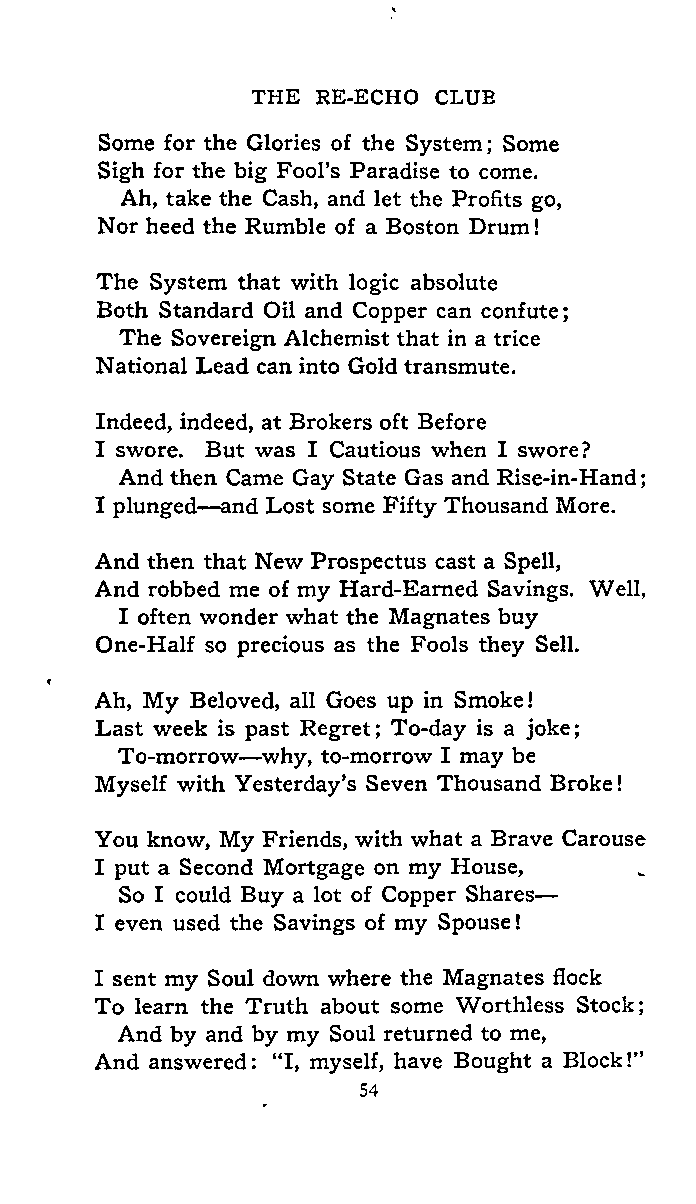 THE RE-ECHO CLUB
Some for the Glories of the System; Some
Sigh for the big Fool's Paradise to come.
Ah, take the Cash, and let the Profits go,
Nor heed the Rumble of a Boston Drum!
The System that with logic absolute
Both Standard Oil and Copper can confute;
The Sovereign Alchemist that in a trice
National Lead can into Gold transmute.
Indeed, indeed, at Brokers oft Before
I swore. But was I Cautious when I swore?
And then Came Gay State Gas and Rise-in-Hand;
I plunged—and Lost some Fifty Thousand More.
And then that New Prospectus cast a Spell,
And robbed me of my Hard-Earned Savings. Well,
I often wonder what the Magnates buy
One-Half so precious as the Fools they Sell.
Ah, My Beloved, all Goes up in Smoke!
Last week is past Regret; To-day is a joke;
To-morrow—why, to-morrow I may be
Myself with Yesterday's Seven Thousand Broke!
You know, My Friends, with what a Brave Carouse
I put a Second Mortgage on my House,
So I could Buy a lot of Copper Shares—
I even used the Savings of my Spouse!
I sent my Soul down where the Magnates flock
To learn the Truth about some Worthless Stock;
And by and by my Soul returned to me,
And answered: "I, myself, have Bought a Block!"
54